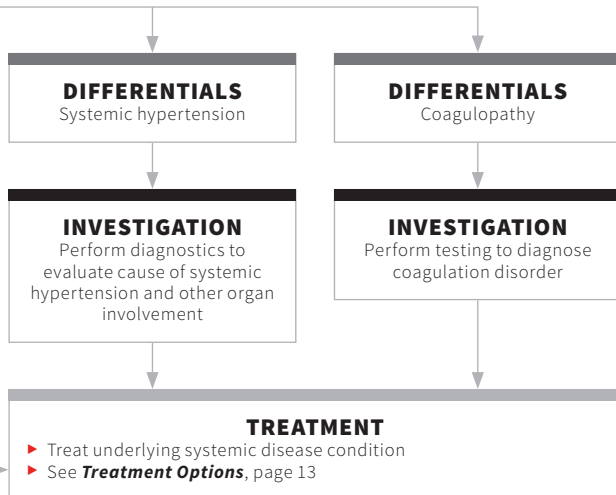 DIFFERENTIALS
Systemic hypertension
DIFFERENTIALS
Coagulopathy
INVESTIGATION
Perform diagnostics to
evaluate cause of systemic
hypertension and other organ
involvement
INVESTIGATION
Perform testing to diagnose
coagulation disorder
TREATMENT
► Treat underlying systemic disease condition
► See Treatment Options, page 13